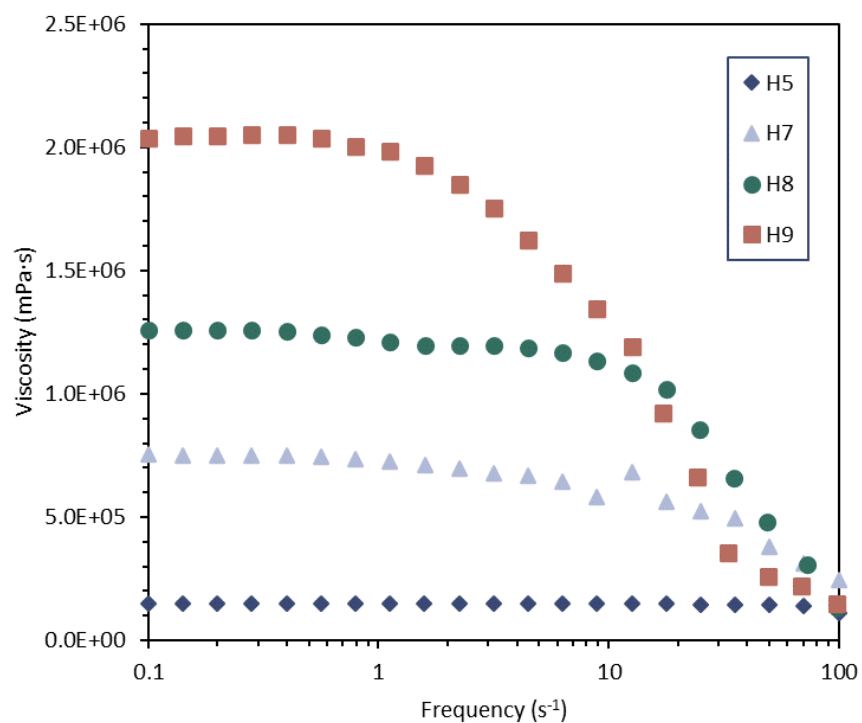 2.5E+06
2.0E+06
1.5E+06
1.0E+06
5.0E+05
0.0E+00
Viscosity (mPa·s)
H5
H7
H8
H9
0.1
1
10
100
Frequency (s⁻¹)